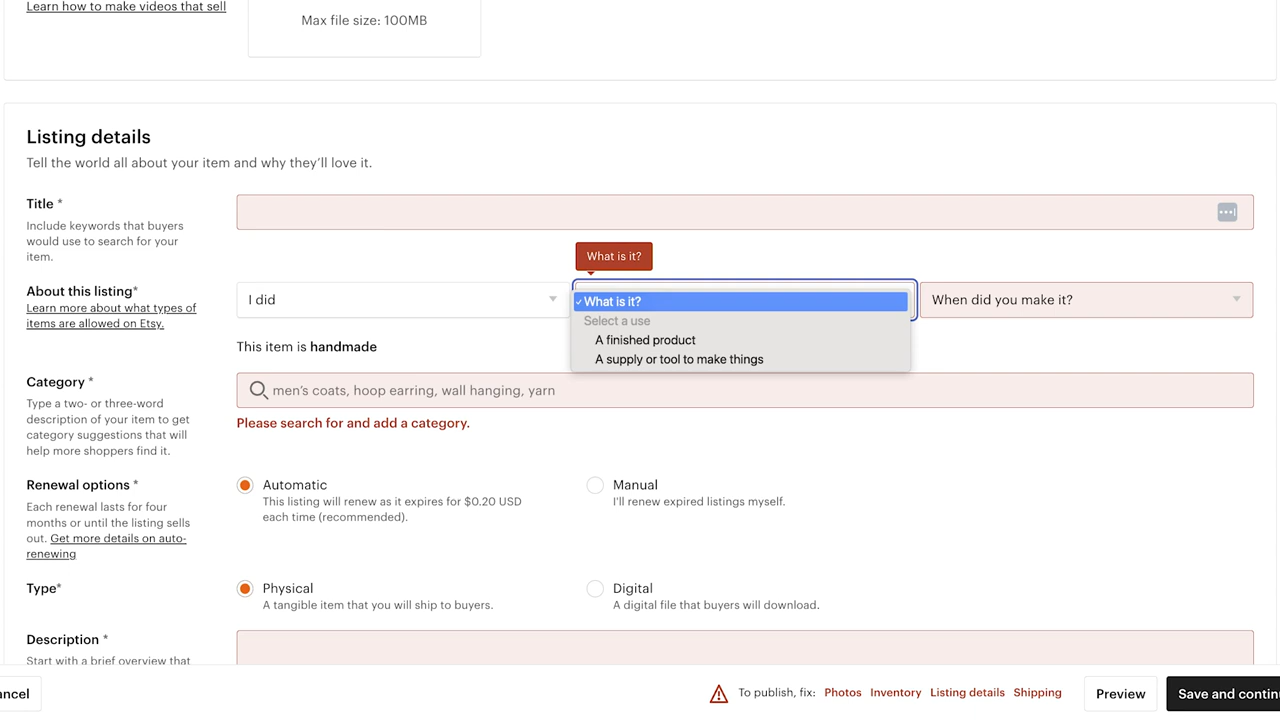 Learn how to make videos that sell
Max file size: 100MB
Listing details
Tell the world all about your item and why they'll love it.
Title *
Include keywords that buyers
would use to search for your
item.
What is it?
About this listing*
Learn more about what types of
items are allowed on Etsy.
I did
What is it?
Select a use
A finished product
A supply or tool to make things
When did you make it?
This item is handmade
Category *
Type a two- or three-word
description of your item to get
category suggestions that will
help more shoppers find it.
men's coats, hoop earring, wall hanging, yarn
Please search for and add a category.
Renewal options *
Each renewal lasts for four
months or until the listing sells
out. Get more details on auto-
renewing
Automatic
This listing will renew as it expires for $0.20 USD
each time (recommended).
Manual
I'll renew expired listings myself.
Type*
Physical
A tangible item that you will ship to buyers.
Digital
A digital file that buyers will download.
Description *
Start with a brief overview that
ancel
To publish, fix: Photos Inventory Listing details Shipping
Preview
Save and contin